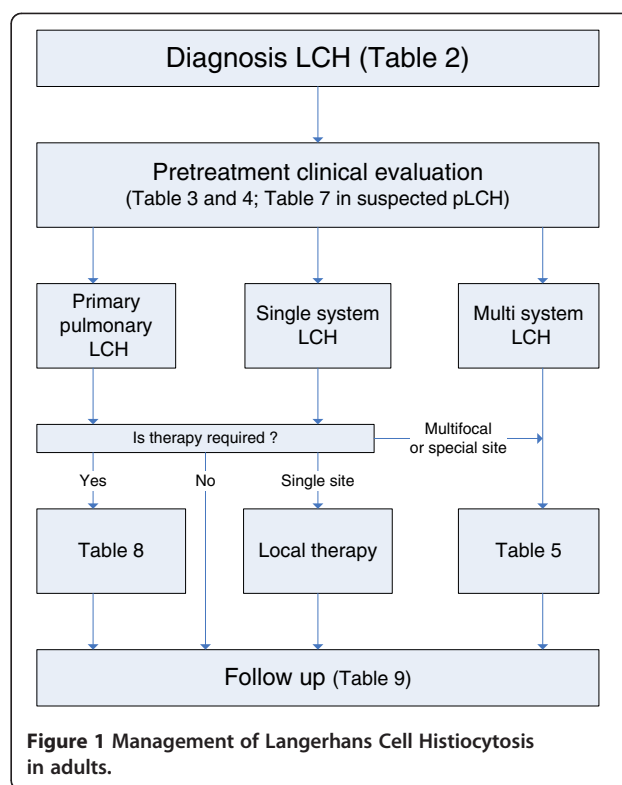 Diagnosis LCH (Table 2)
Pretreatment clinical evaluation
(Table 3 and 4; Table 7 in suspected pLCH)
Primary
pulmonary
LCH
Single system
LCH
Multi system
LCH
Is therapy required ?
Multifocal
or special site
Yes
No
Single site
Table 8
Local therapy
Table 5
Follow up (Table 9)
Figure 1 Management of Langerhans Cell Histiocytosis
in adults.